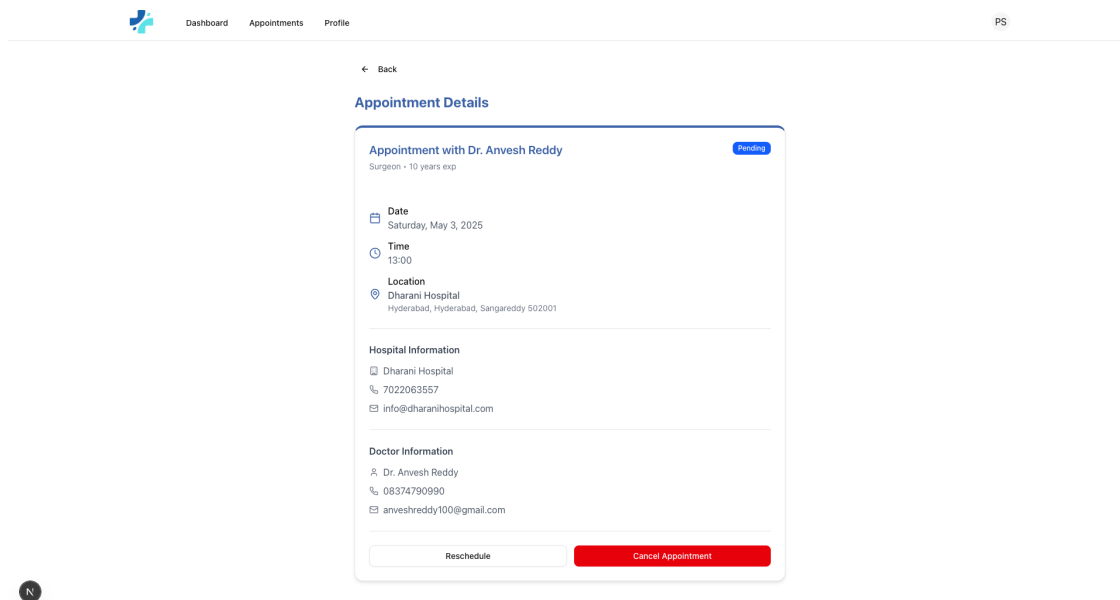 Dashboard Appointments Profile PS
Back
Appointment Details
Appointment with Dr. Anvesh Reddy Pending
Surgeon • 10 years exp
Date
Saturday, May 3, 2025
Time
13:00
Location
Dharani Hospital
Hyderabad, Hyderabad, Sangareddy 502001
Hospital Information
Dharani Hospital
7022063557
info@dharanihospital.com
Doctor Information
Dr. Anvesh Reddy
08374790990
anveshreddy100@gmail.com
Reschedule Cancel Appointment
N